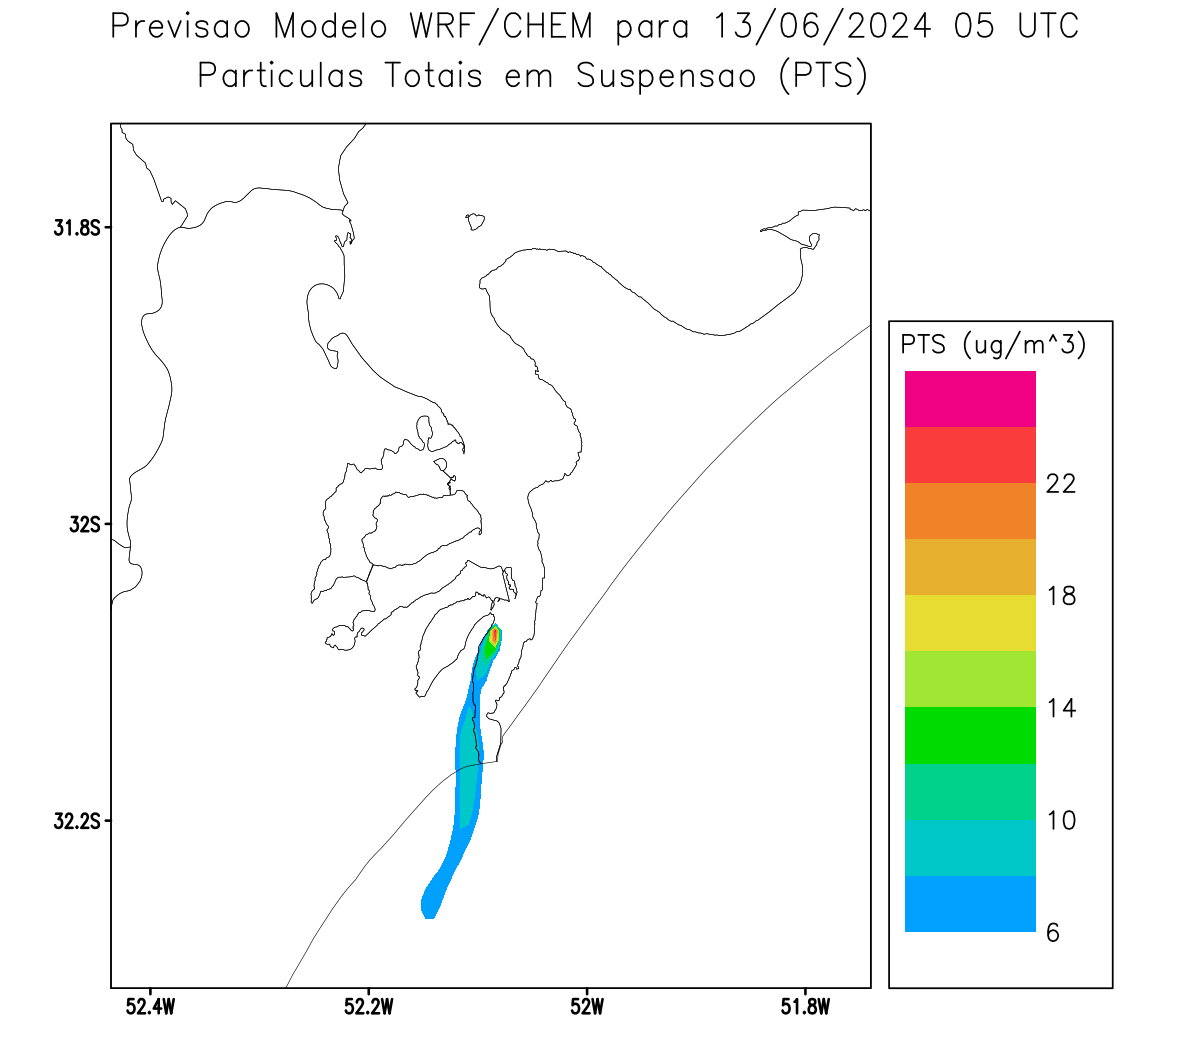 Previsao Modelo WRF/CHEM para 13/06/2024 05 UTC
Particulas Totais em Suspensao (PTS)
31.8S
32S
32.2S
52.4W
52.2W
52W
51.8W
PTS (ug/m^3)
22
18
14
10
6